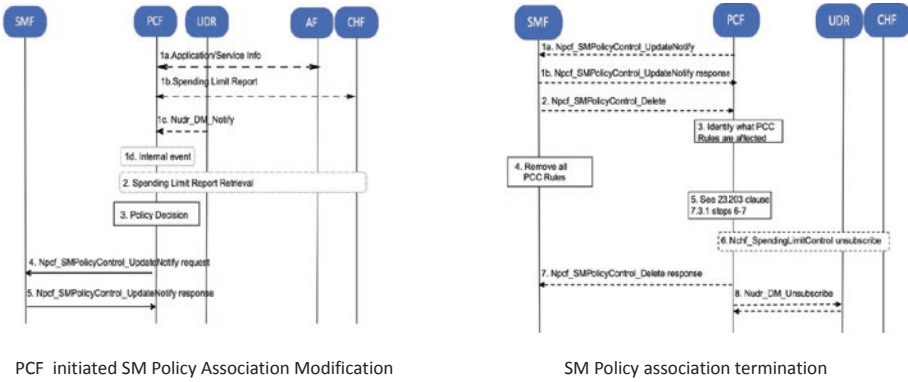 SMF
PCF
UDR
AF
CHF
1a.Application/Service Info
1b.Spending Limit Report
1c. Nudr_DM_Notify
1d. Internal event
2. Spending Limit Report Retrieval
3. Policy Decision
4. Npcf_SMPolicyControl_UpdateNotify request
5. Npcf_SMPolicyControl_UpdateNotify response
PCF initiated SM Policy Association Modification
SMF
PCF
UDR
CHF
1a. Npcf_SMPolicyControl_UpdateNotify
1b. Npcf_SMPolicyControl_UpdateNotify response
2. Npcf_SMPolicyControl_Delete
3. Identify what PCC
Rules are affected
4. Remove all
PCC Rules
5. See 23.203 clause
7.3.1 steps 6-7
6. Nchf_SpendingLimitControl unsubscribe
7. Npcf_SMPolicyControl_Delete response
8. Nudr_DM_Unsubscribe
SM Policy association termination